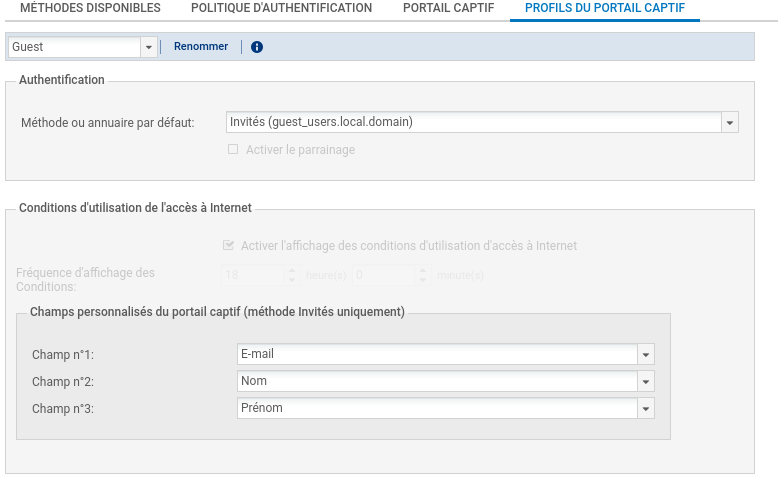 MÉTHODES DISPONIBLES POLITIQUE D'AUTHENTIFICATION PORTAIL CAPTIF PROFILS DU PORTAIL CAPTIF
Guest Renommer
Authentification
Méthode ou annuaire par défaut: Invités (guest_users.local.domain)
Activer le parrainage
Conditions d'utilisation de l'accès à Internet
Activer l'affichage des conditions d'utilisation d'accès à Internet
Fréquence d'affichage des
Conditions: 18 heure(s) 0 minute(s)
Champs personnalisés du portail captif (méthode Invités uniquement)
Champ n°1: E-mail
Champ n°2: Nom
Champ n°3: Prénom